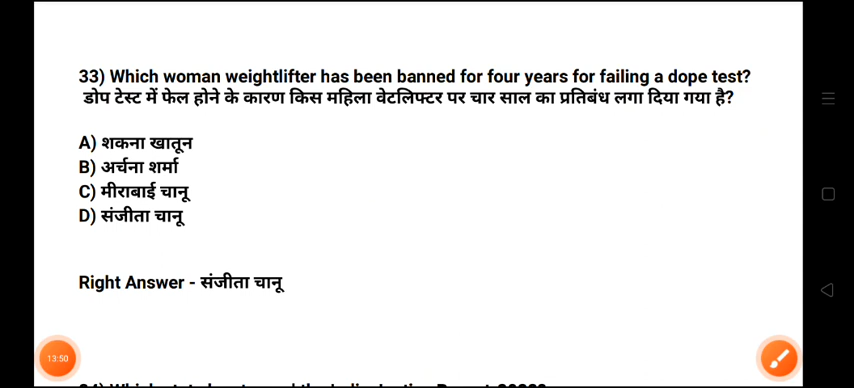 33) Which woman weightlifter has been banned for four years for failing a dope test?
डोप टेस्ट में फेल होने के कारण किस महिला वेटलिफ्टर पर चार साल का प्रतिबंध लगा दिया गया है?
A) शकना खातून
B) अर्चना शर्मा
C) मीराबाई चानू
D) संजीता चानू
Right Answer - संजीता चानू
13:50